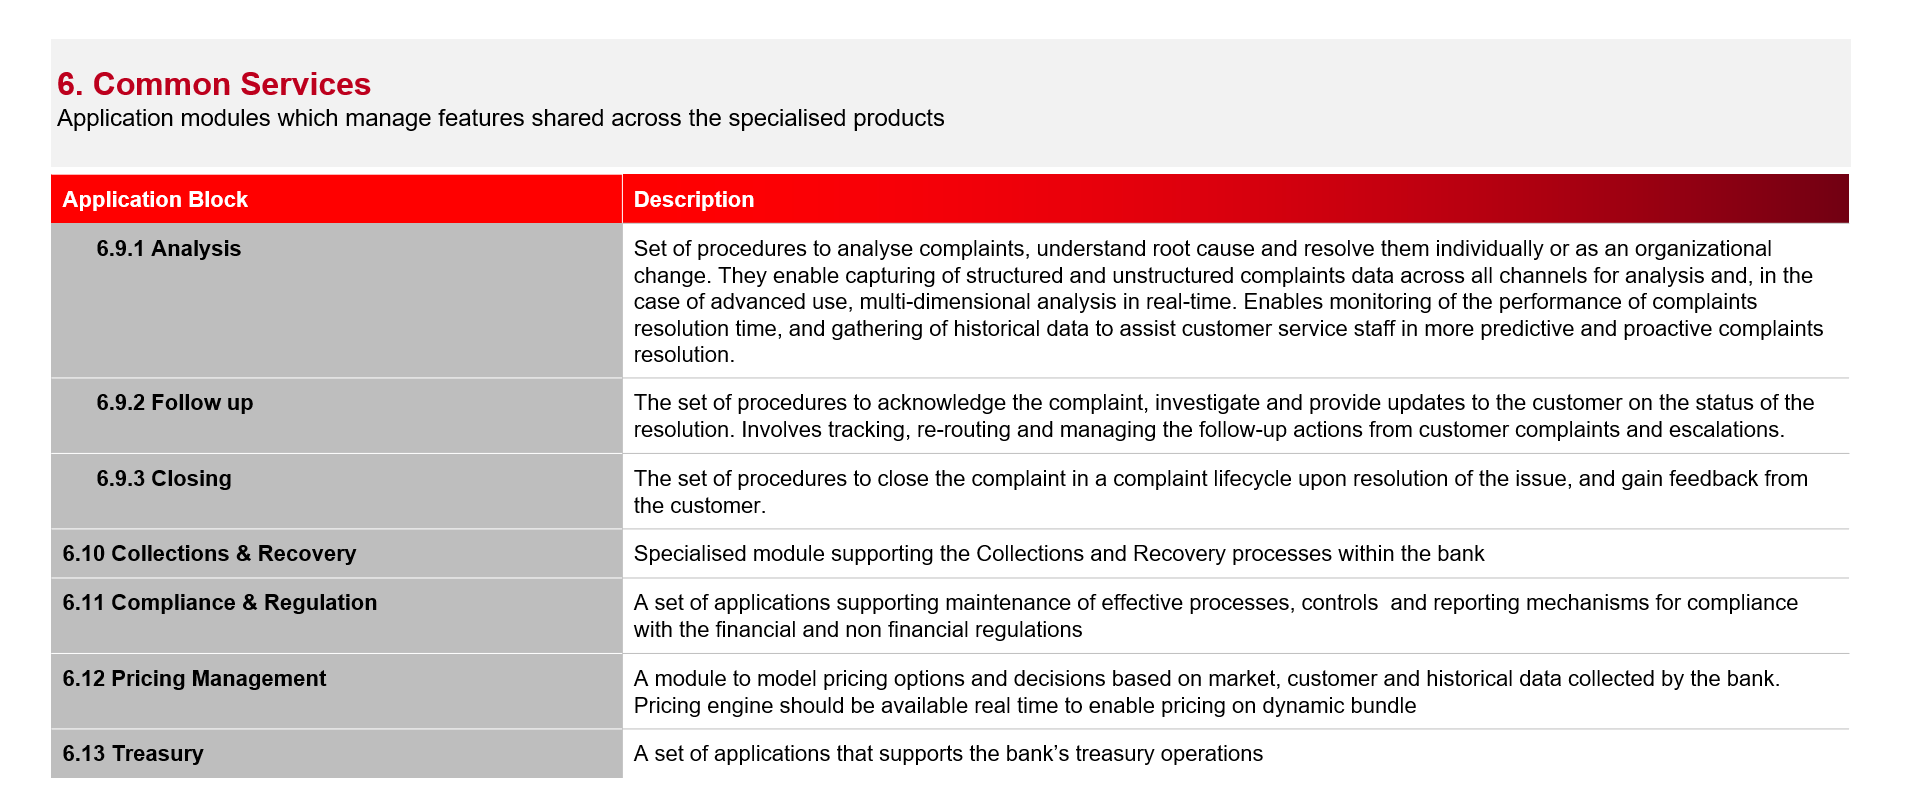 6. Common Services
Application modules which manage features shared across the specialised products
Application Block
Description
6.9.1 Analysis
Set of procedures to analyse complaints, understand root cause and resolve them individually or as an organizational
change. They enable capturing of structured and unstructured complaints data across all channels for analysis and, in the
case of advanced use, multi-dimensional analysis in real-time. Enables monitoring of the performance of complaints
resolution time, and gathering of historical data to assist customer service staff in more predictive and proactive complaints
resolution.
6.9.2 Follow up
The set of procedures to acknowledge the complaint, investigate and provide updates to the customer on the status of the
resolution. Involves tracking, re-routing and managing the follow-up actions from customer complaints and escalations.
6.9.3 Closing
The set of procedures to close the complaint in a complaint lifecycle upon resolution of the issue, and gain feedback from
the customer.
6.10 Collections & Recovery
Specialised module supporting the Collections and Recovery processes within the bank
6.11 Compliance & Regulation
A set of applications supporting maintenance of effective processes, controls  and reporting mechanisms for compliance
with the financial and non financial regulations
6.12 Pricing Management
A module to model pricing options and decisions based on market, customer and historical data collected by the bank.
Pricing engine should be available real time to enable pricing on dynamic bundle
6.13 Treasury
A set of applications that supports the bank’s treasury operations